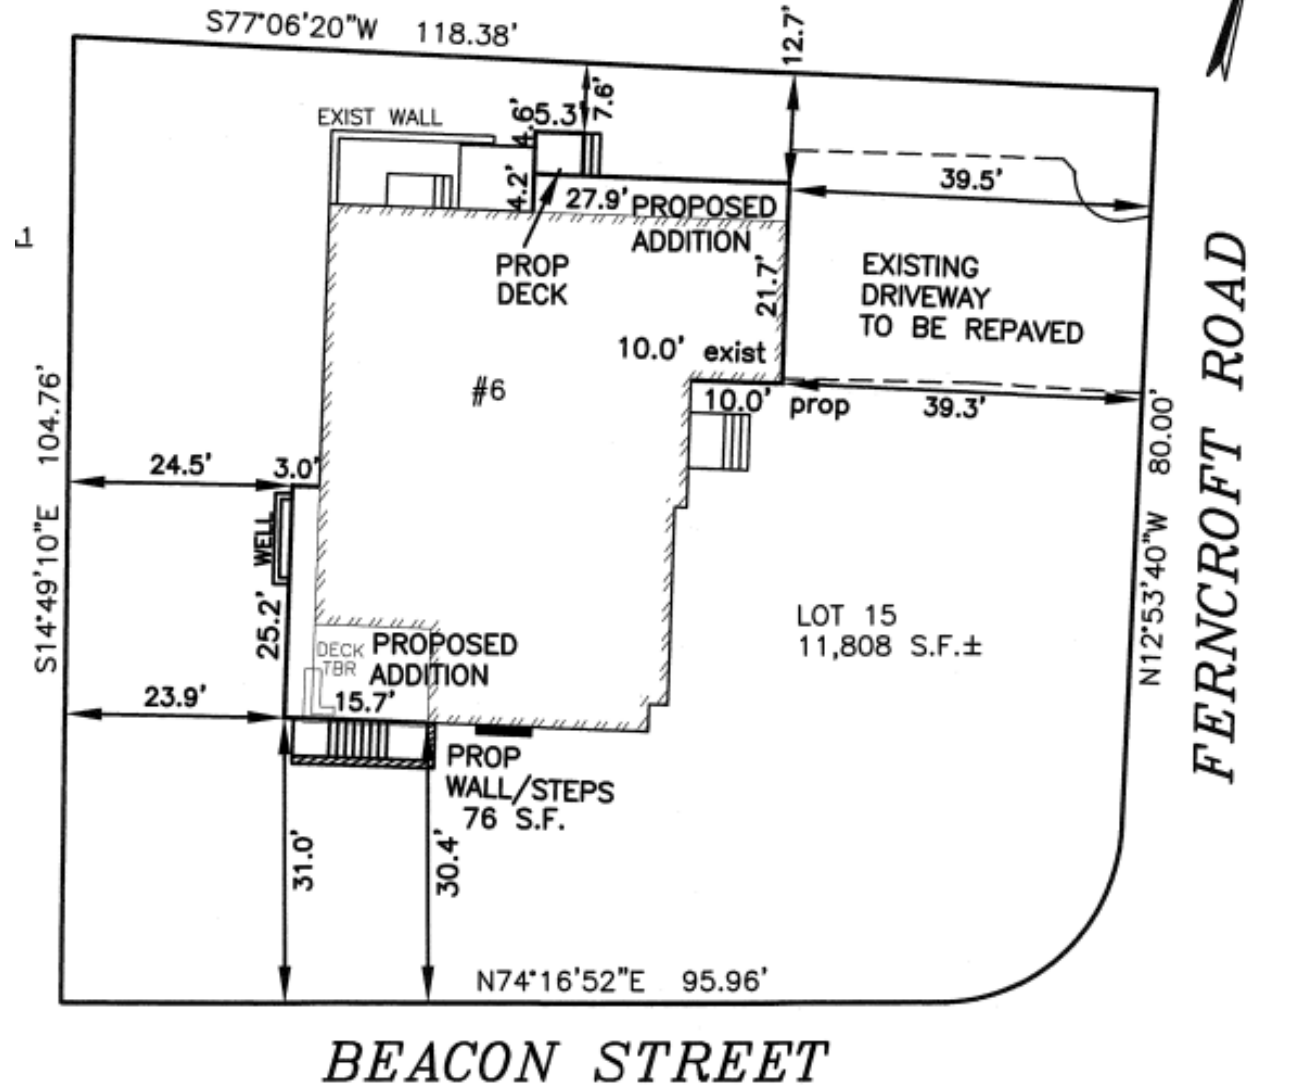 S77°06'20"W 118.38'
12.7'
7.6'
4.6'
5.3'
EXIST WALL
39.5'
4.2'
27.9'
PROPOSED
ADDITION
1
PROP
DECK
21.7'
EXISTING
DRIVEWAY
TO BE REPAVED
10.0' exist
#6
10.0' prop
39.3'
FERNCROFT ROAD
N12°53'40"W 80.00'
S14°49'10"E 104.76'
24.5'
3.0'
WELL
25.2'
LOT 15
11,808 S.F.±
DECK
TBR
PROPOSED
ADDITION
23.9'
15.7'
PROP
WALL/STEPS
76 S.F.
31.0'
30.4'
N74°16'52"E 95.96'
BEACON STREET